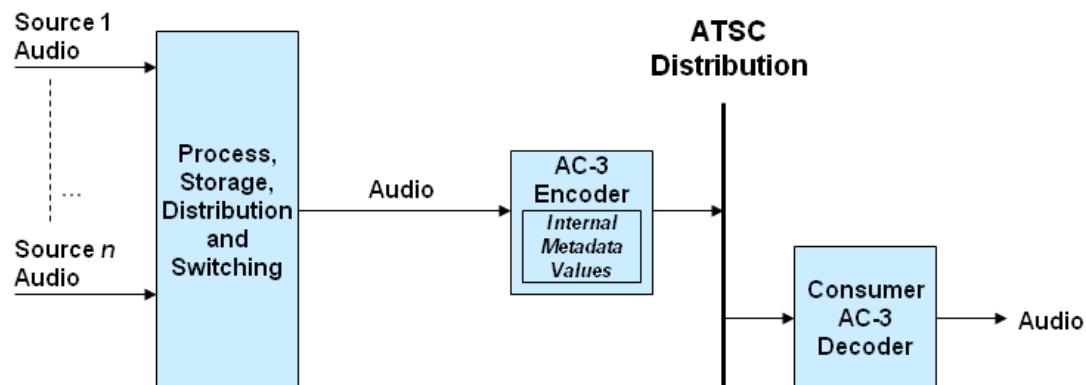 Source 1
Audio
...
Source n
Audio
Process,
Storage,
Distribution
and
Switching
Audio
AC-3
Encoder
Internal
Metadata
Values
ATSC
Distribution
Consumer
AC-3
Decoder
Audio